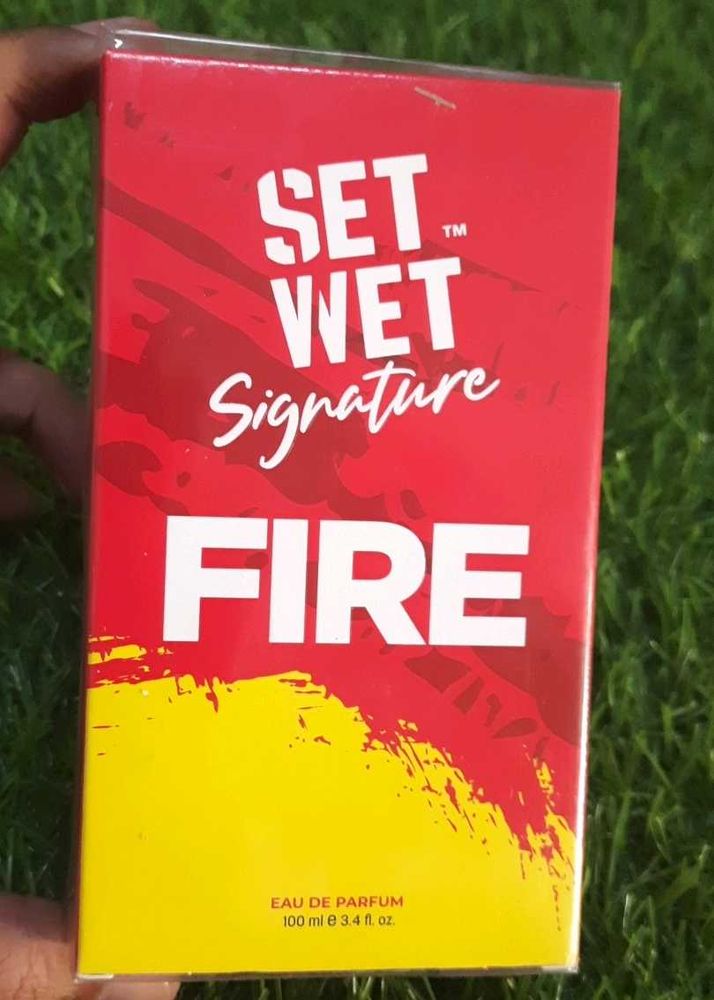 SET
WET ™
Signature
FIRE
EAU DE PARFUM
100 ml ℮ 3.4 fl. oz.